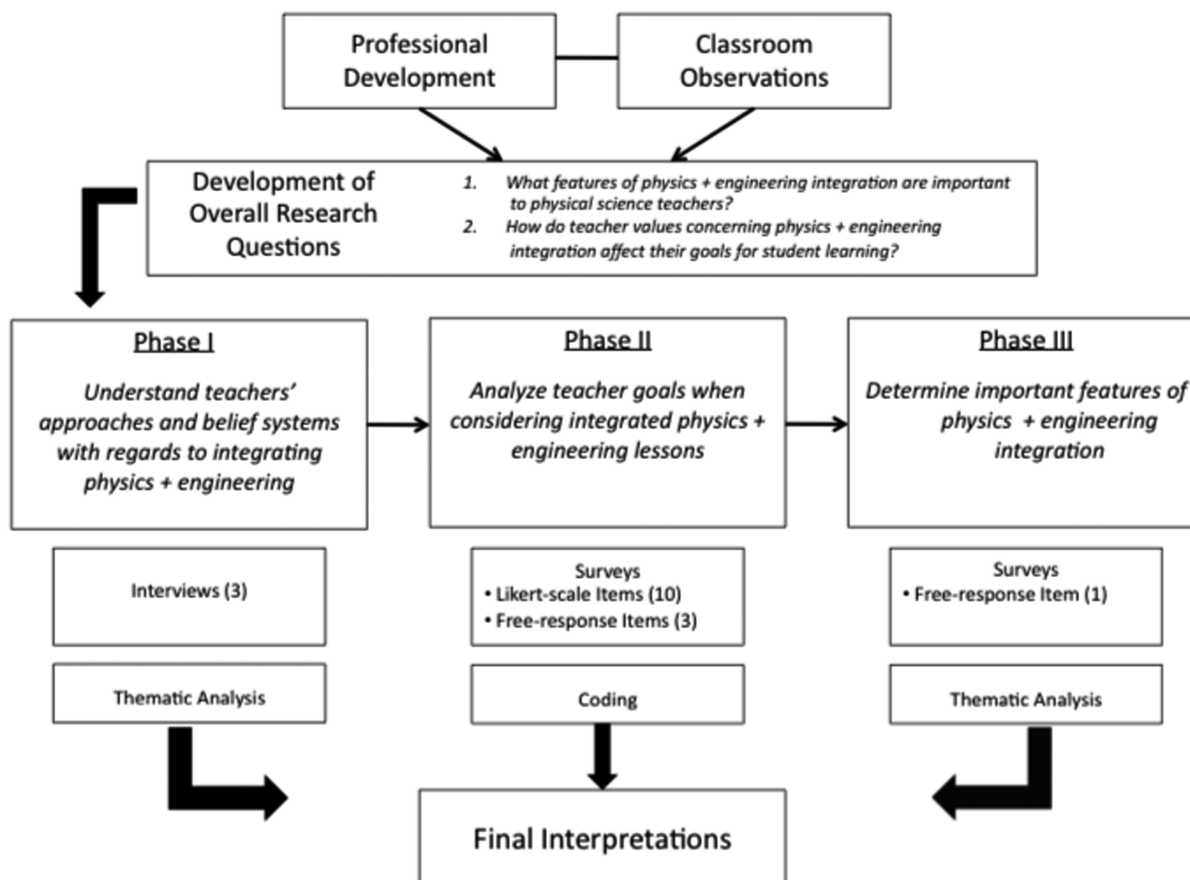 Professional
Development
Classroom
Observations
Development of
Overall Research
Questions
1. What features of physics + engineering integration are important
to physical science teachers?
2. How do teacher values concerning physics + engineering
integration affect their goals for student learning?
Phase I
Understand teachers’
approaches and belief systems
with regards to integrating
physics + engineering
Phase II
Analyze teacher goals when
considering integrated physics +
engineering lessons
Phase III
Determine important features of
physics + engineering
integration
Interviews (3)
Surveys
• Likert-scale Items (10)
• Free-response Items (3)
Surveys
• Free-response Item (1)
Thematic Analysis
Coding
Thematic Analysis
Final Interpretations